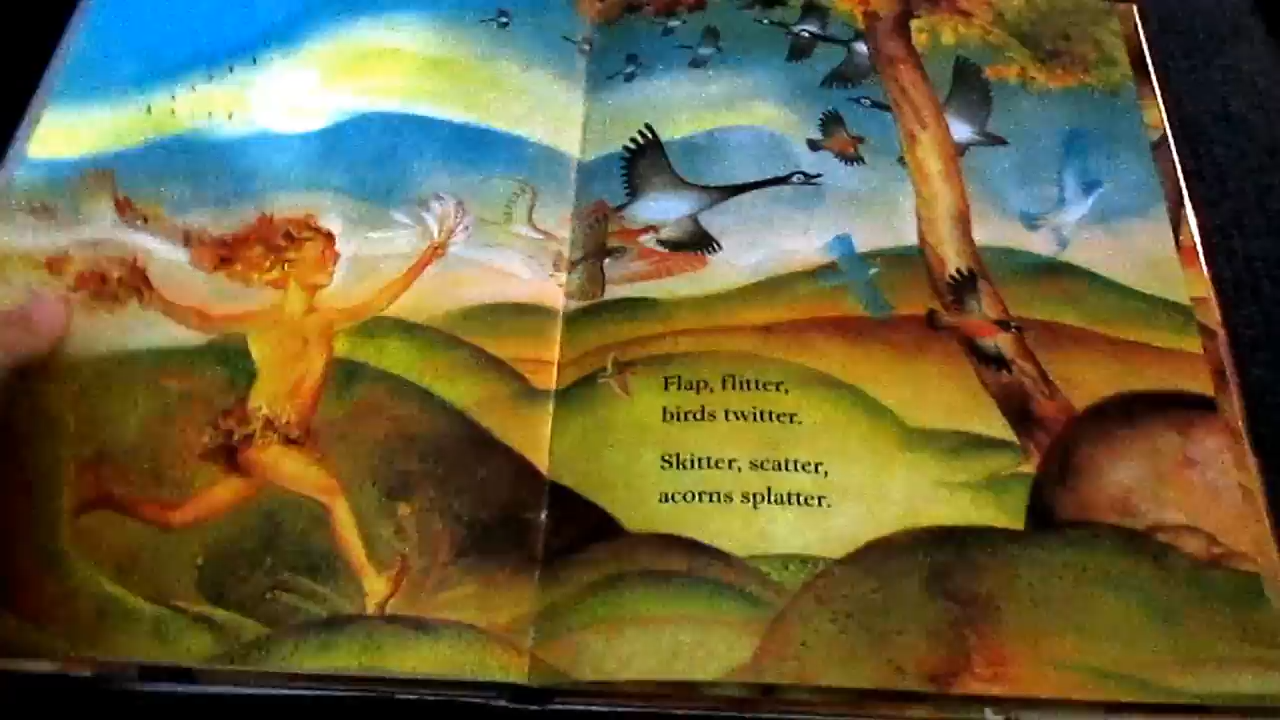 Flap, flitter,
birds twitter.
Skitter, scatter,
acorns splatter.